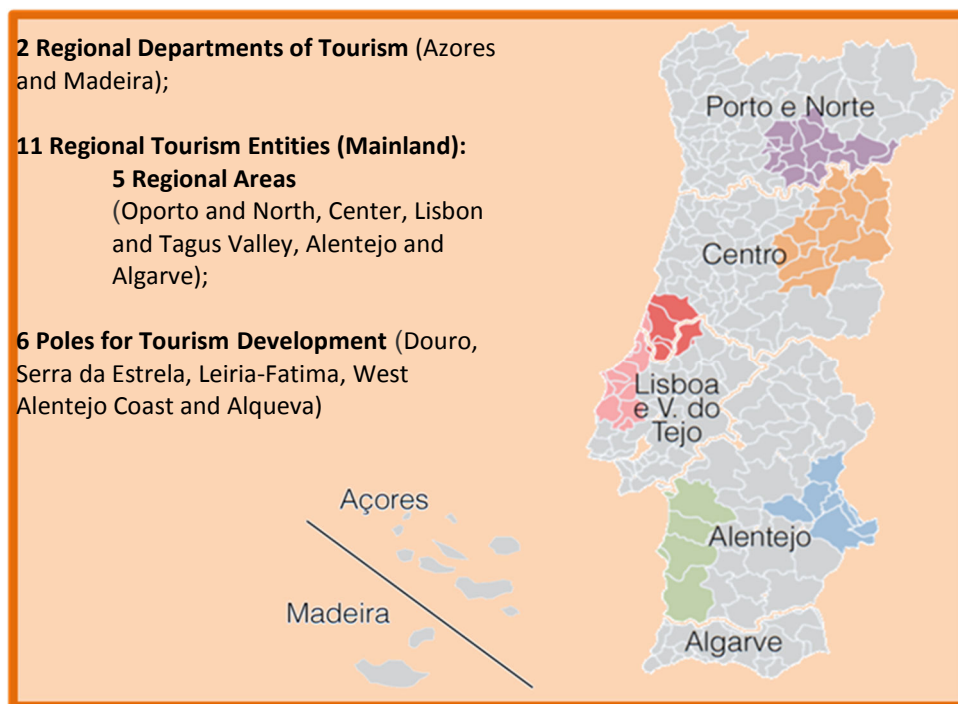 2 Regional Departments of Tourism (Azores
and Madeira);
11 Regional Tourism Entities (Mainland):
5 Regional Areas
(Oporto and North, Center, Lisbon
and Tagus Valley, Alentejo and
Algarve);
6 Poles for Tourism Development (Douro,
Serra da Estrela, Leiria-Fatima, West
Alentejo Coast and Alqueva)
Porto e Norte
Centro
Lisboa
e V. do
Tejo
Alentejo
Algarve
Açores
Madeira